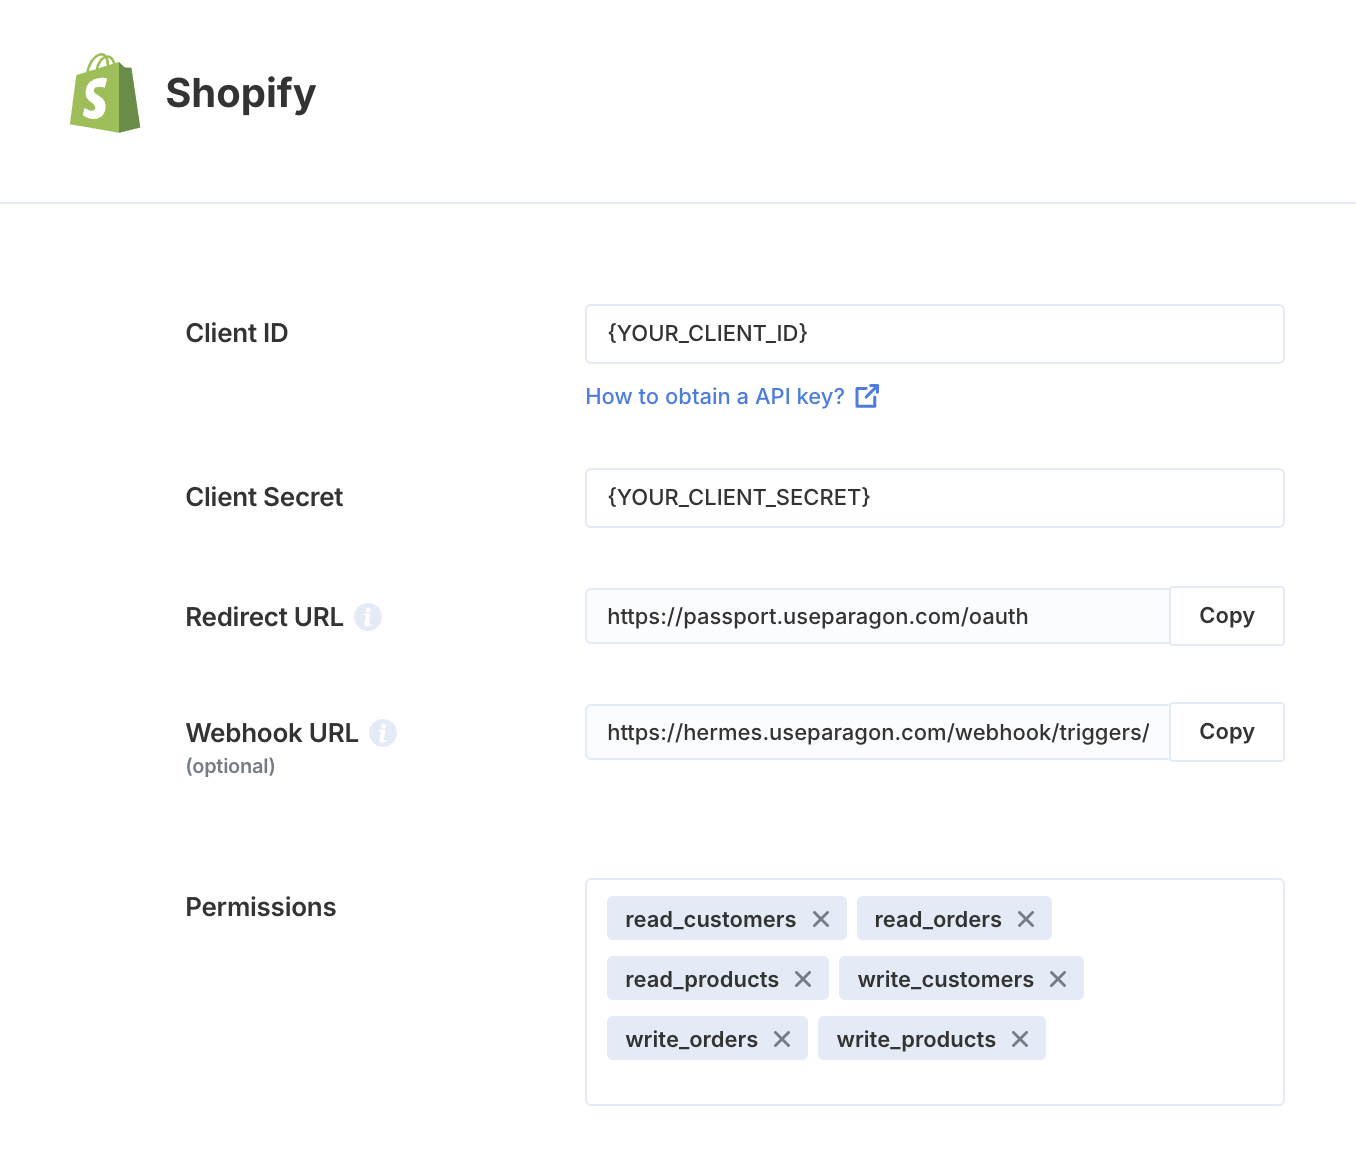 Shopify
Client ID
{YOUR_CLIENT_ID}
How to obtain a API key?
Client Secret
{YOUR_CLIENT_SECRET}
Redirect URL
https://passport.useparagon.com/oauth
Copy
Webhook URL
(optional)
https://hermes.useparagon.com/webhook/triggers/
Copy
Permissions
read_customers
read_orders
read_products
write_customers
write_orders
write_products